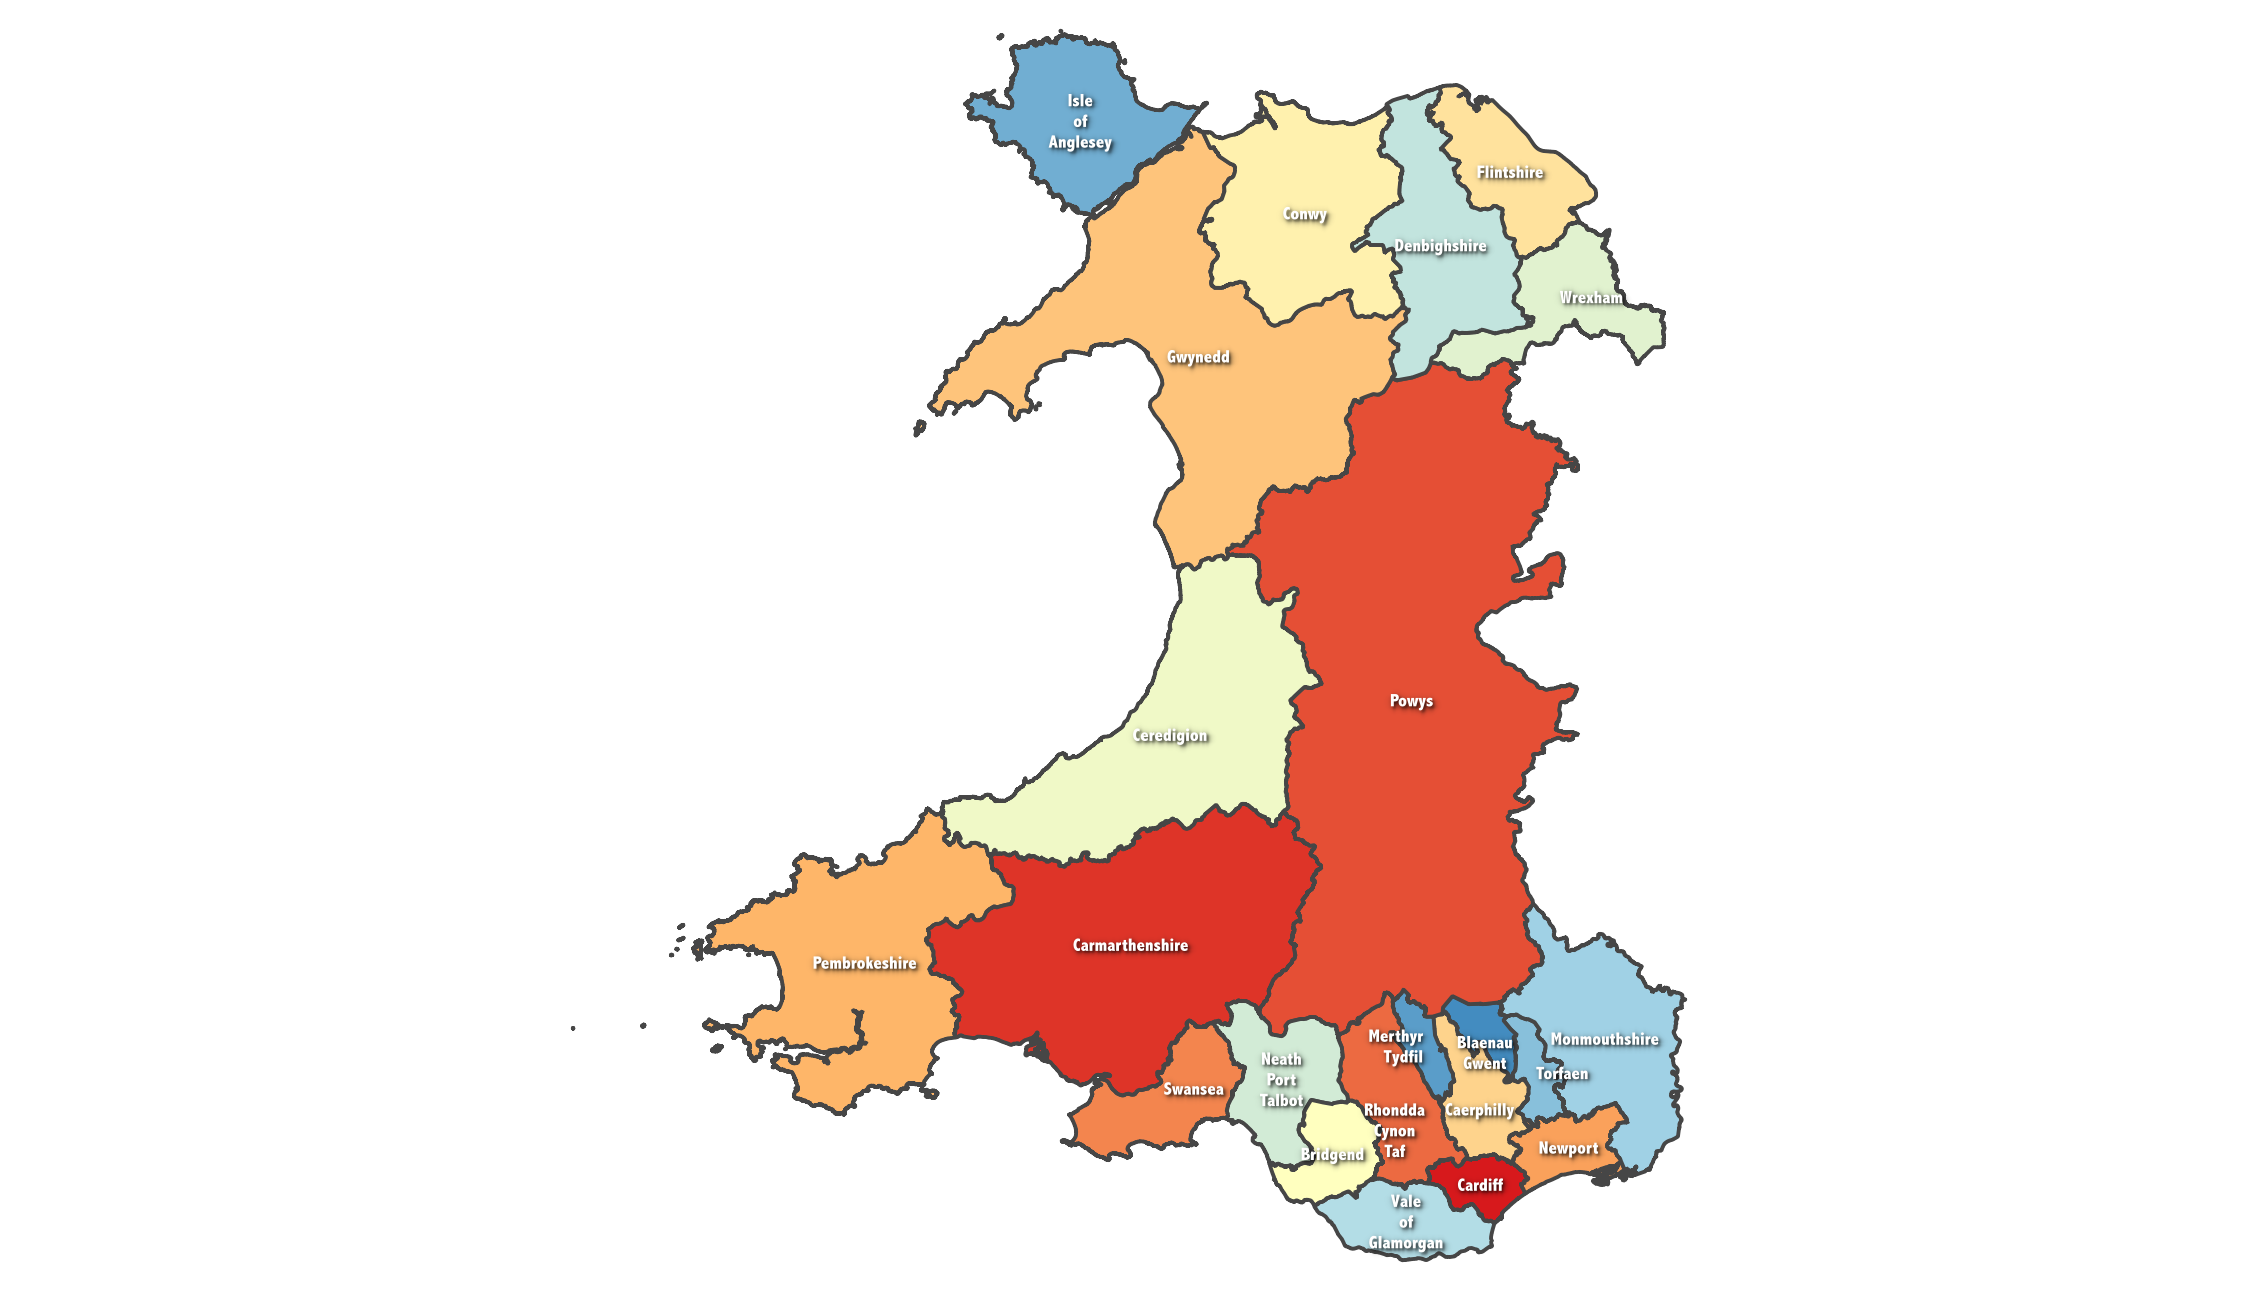 Isle
of
Anglesey
Flintshire
Conwy
Denbighshire
Wrexham
Gwynedd
Powys
Ceredigion
Carmarthenshire
Pembrokeshire
Merthyr
Tydfil
Blaenau
Gwent
Monmouthshire
Neath
Port
Talbot
Torfaen
Swansea
Rhondda
Cynon
Taf
Caerphilly
Newport
Bridgend
Cardiff
Vale
of
Glamorgan